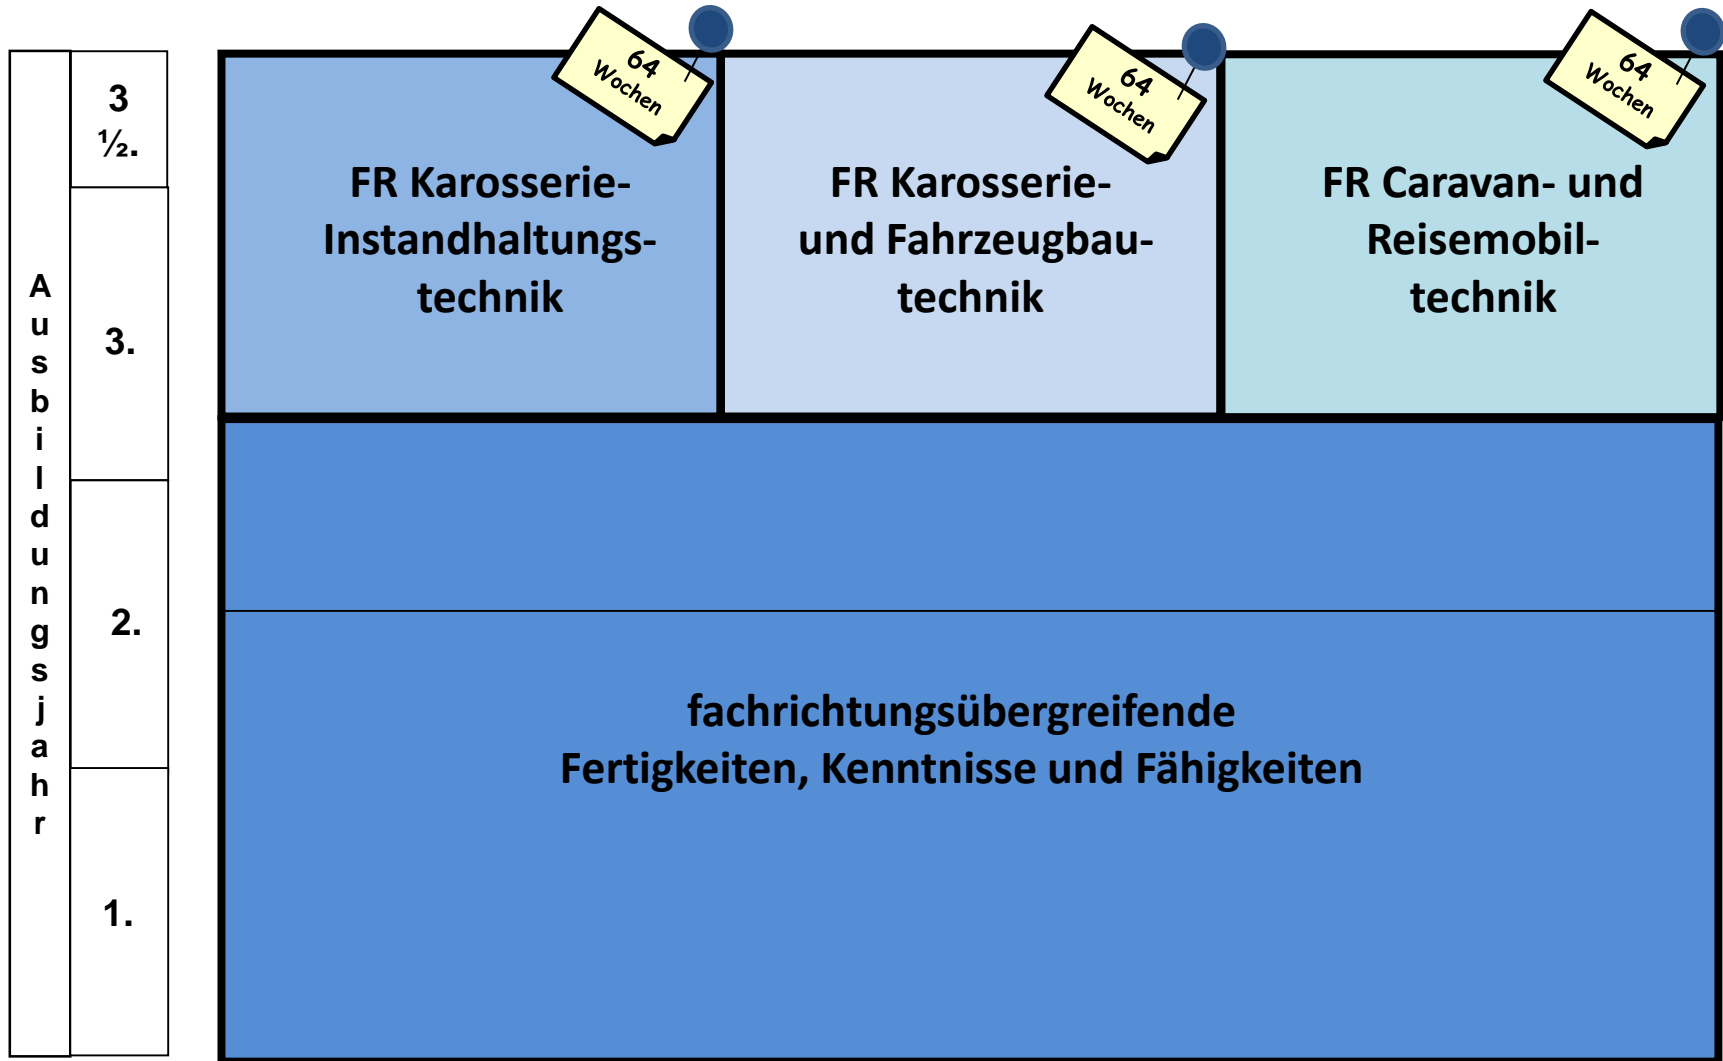 Ausbildungsjahr
3
½.
3.
2.
1.
64
Wochen
FR Karosserie-
Instandhaltungs-
technik
64
Wochen
FR Karosserie-
und Fahrzeugbau-
technik
64
Wochen
FR Caravan- und
Reisemobil-
technik
fachrichtungsübergreifende
Fertigkeiten, Kenntnisse und Fähigkeiten